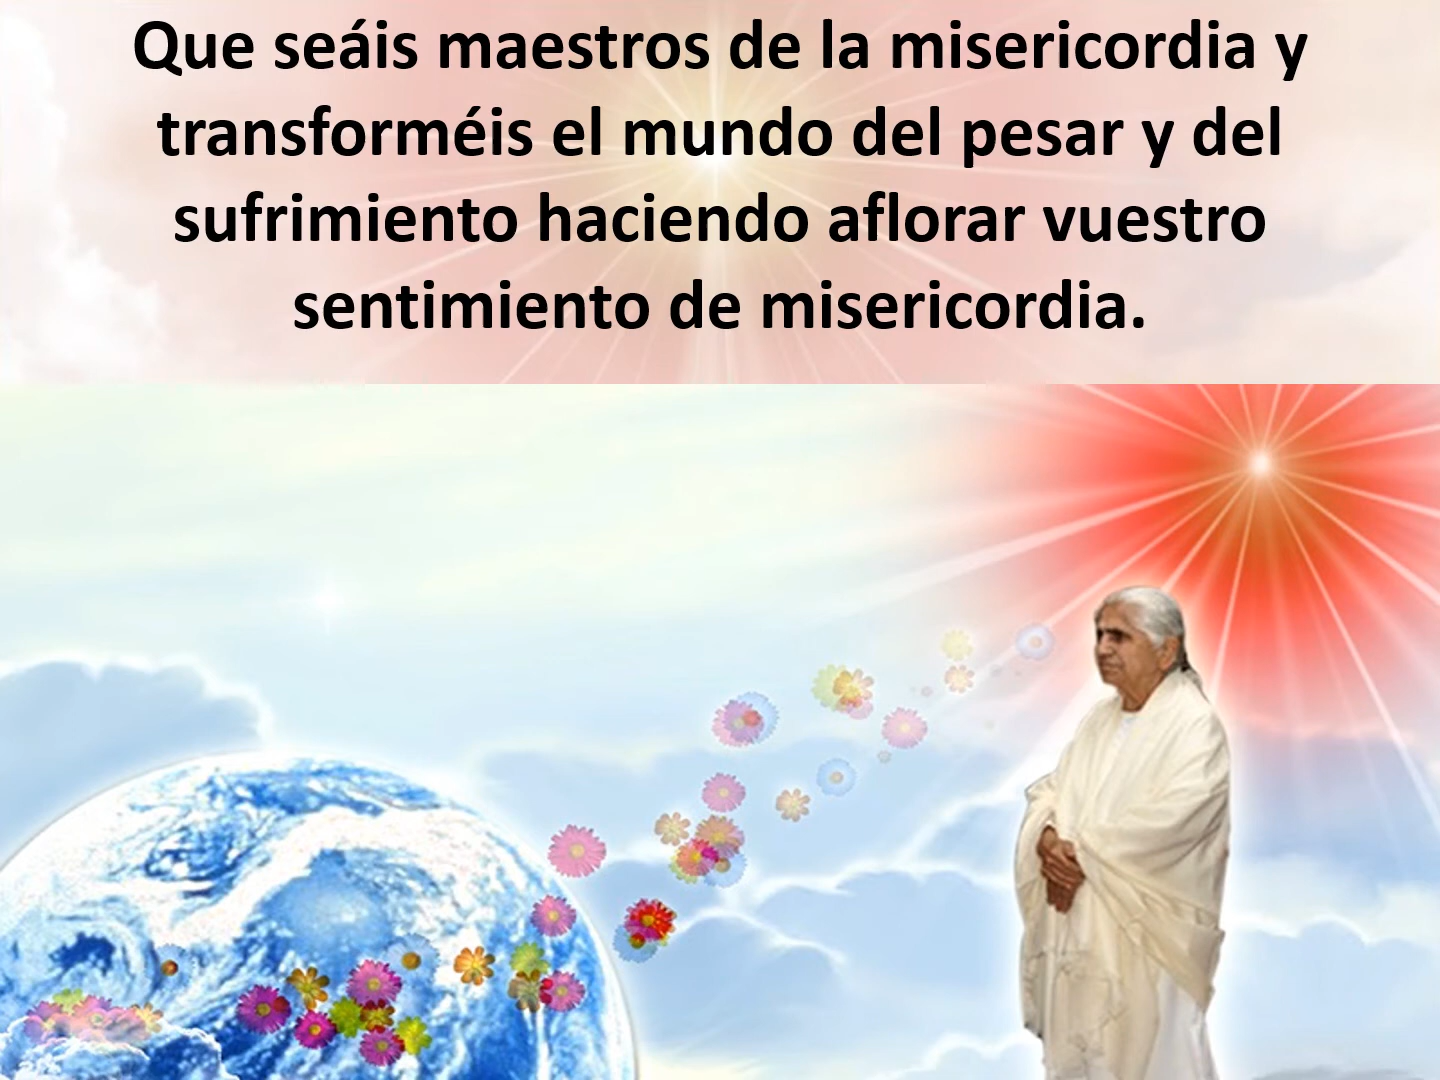 Que seáis maestros de la misericordia y
transforméis el mundo del pesar y del
sufrimiento haciendo aflorar vuestro
sentimiento de misericordia.